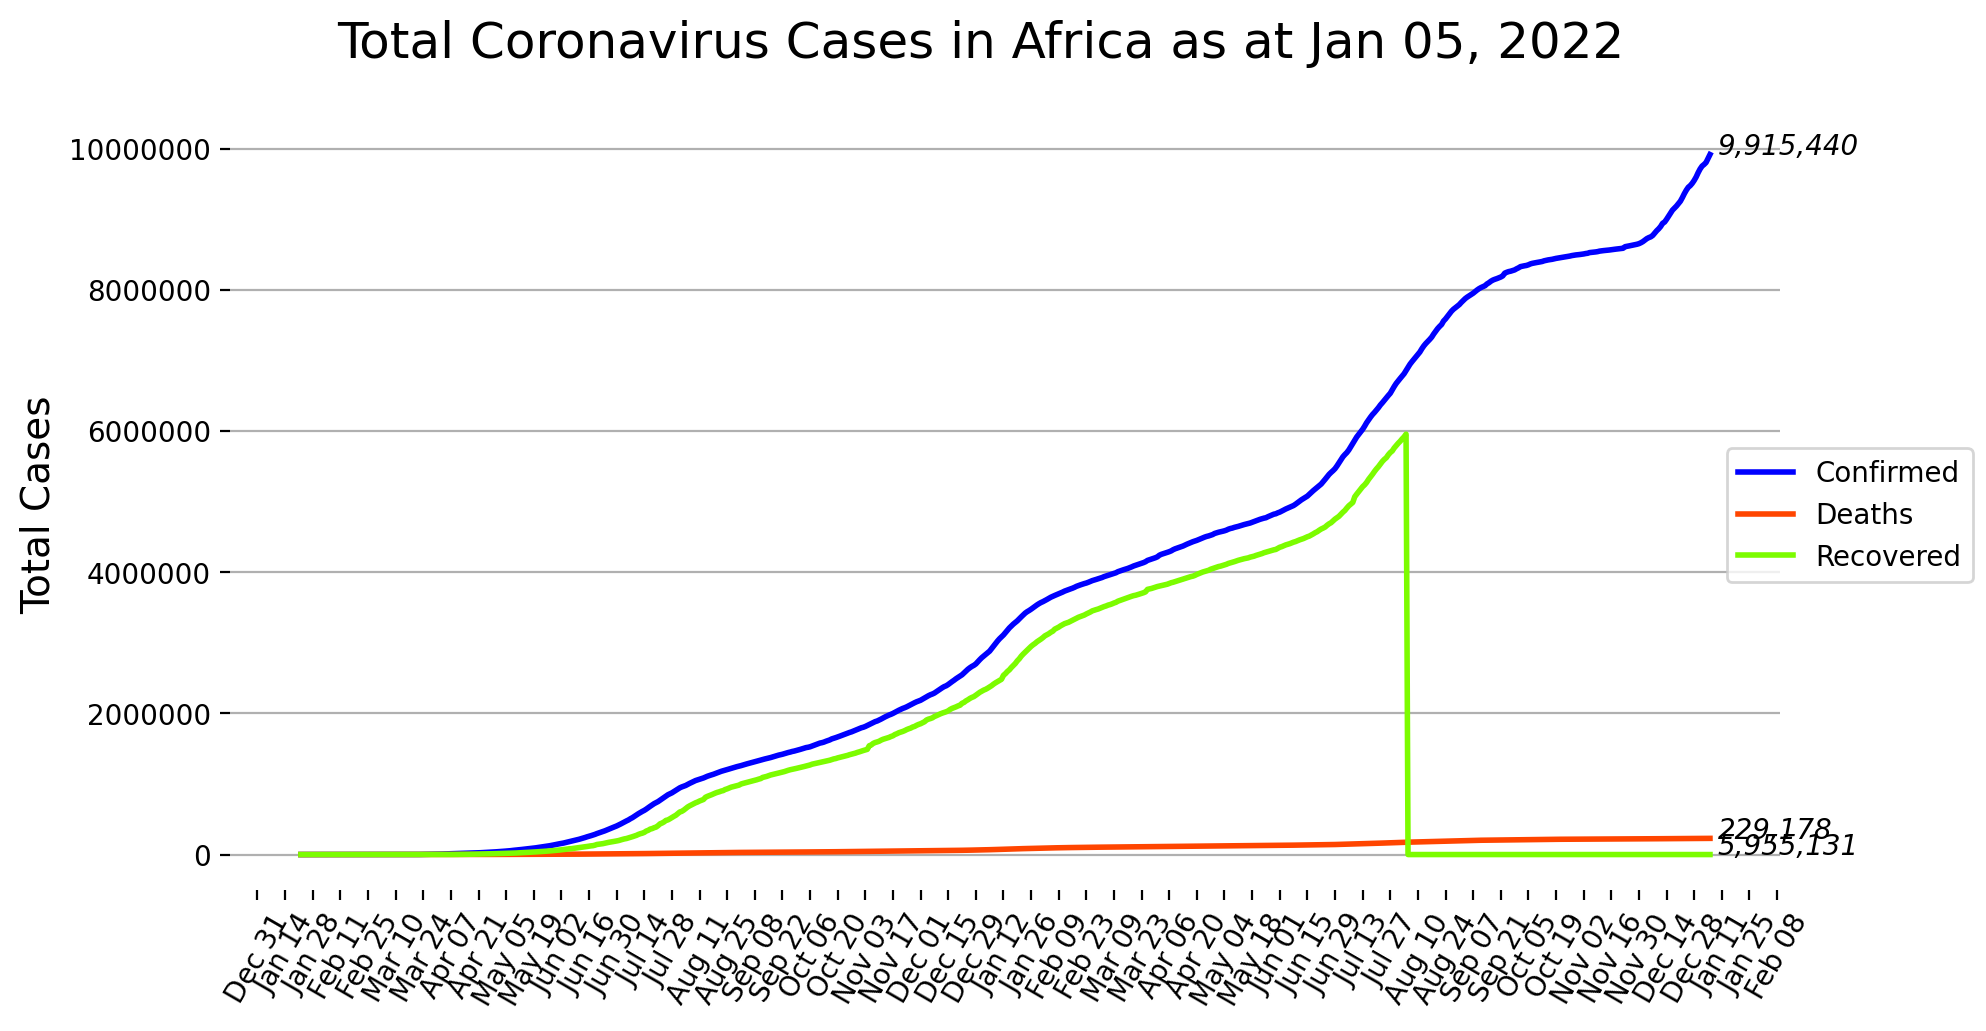 Total Coronavirus Cases in Africa as at Jan 05, 2022
Total Cases
10000000
8000000
6000000
4000000
2000000
0
9,915,440
229,178
5,955,131
Confirmed
Deaths
Recovered
Dec 31
Jan 14
Jan 28
Feb 11
Feb 25
Mar 10
Mar 24
Apr 07
Apr 21
May 05
May 19
Jun 02
Jun 16
Jun 30
Jul 14
Jul 28
Aug 11
Aug 25
Sep 08
Sep 22
Oct 06
Oct 20
Nov 03
Nov 17
Dec 01
Dec 15
Dec 29
Jan 12
Jan 26
Feb 09
Feb 23
Mar 09
Mar 23
Apr 06
Apr 20
May 04
May 18
Jun 01
Jun 15
Jun 29
Jul 13
Jul 27
Aug 10
Aug 24
Sep 07
Sep 21
Oct 05
Oct 19
Nov 02
Nov 16
Nov 30
Nov 14
Dec 28
Dec 11
Jan 25
Feb 08